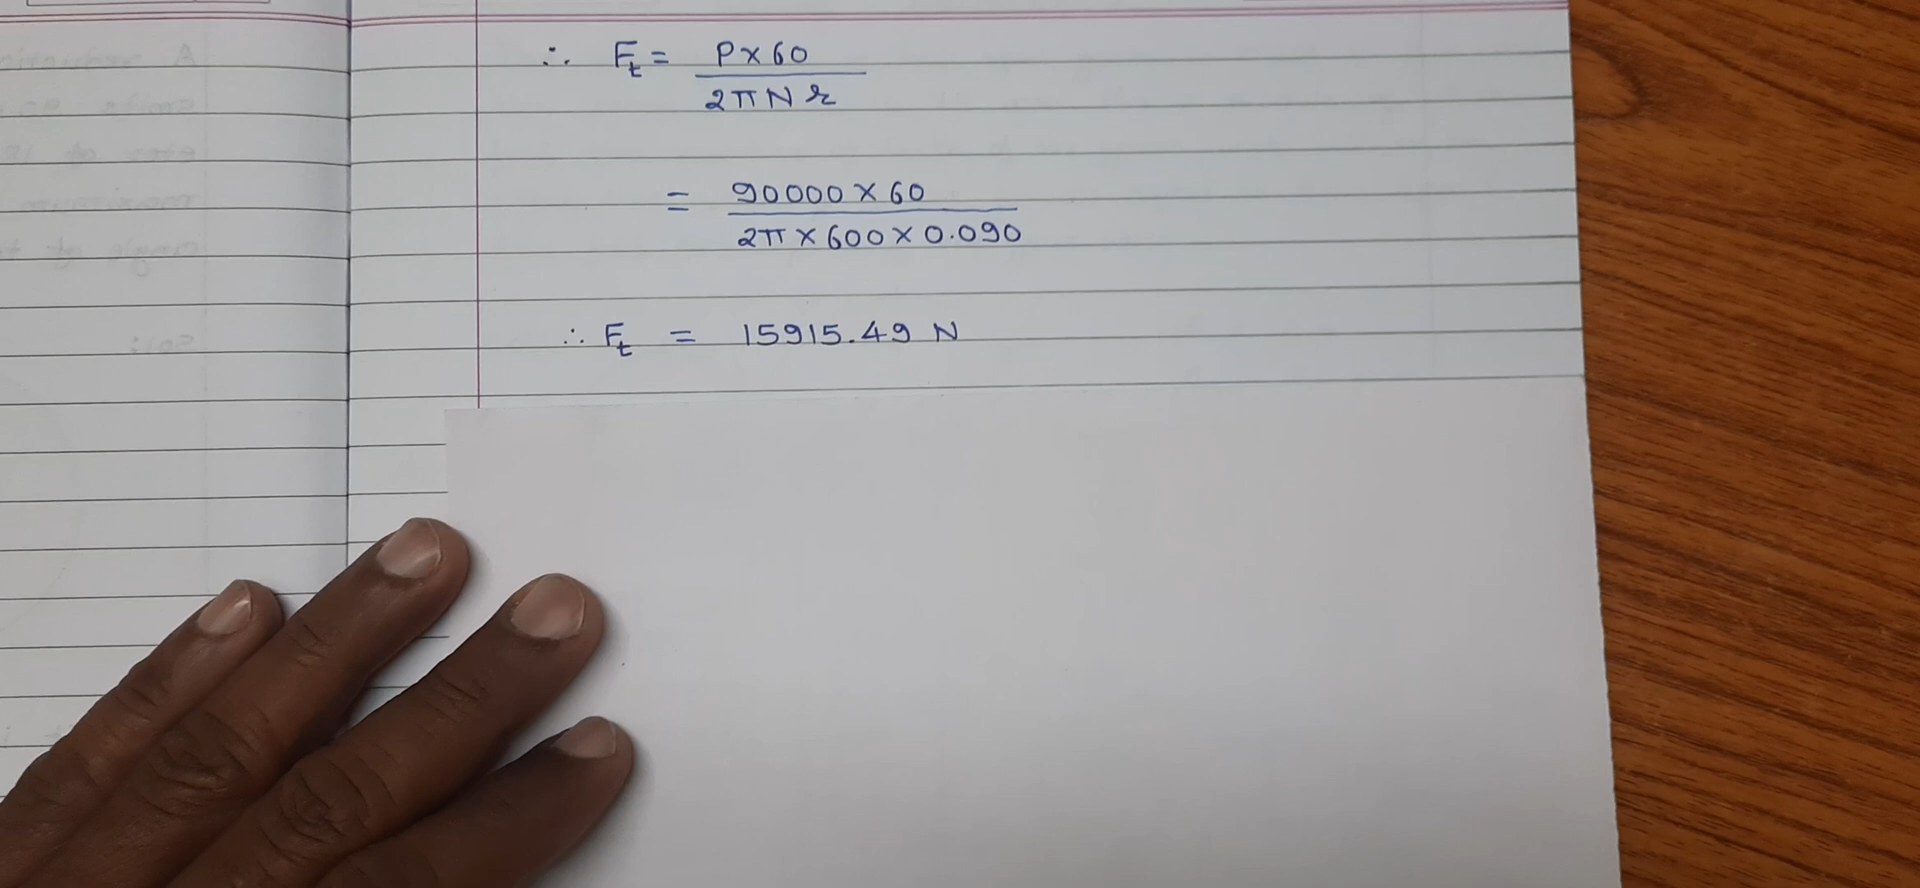 ∴ Ft = P × 60
2πNr
= 90000 × 60
2π × 600 × 0.090
∴ Ft = 15915.49 N